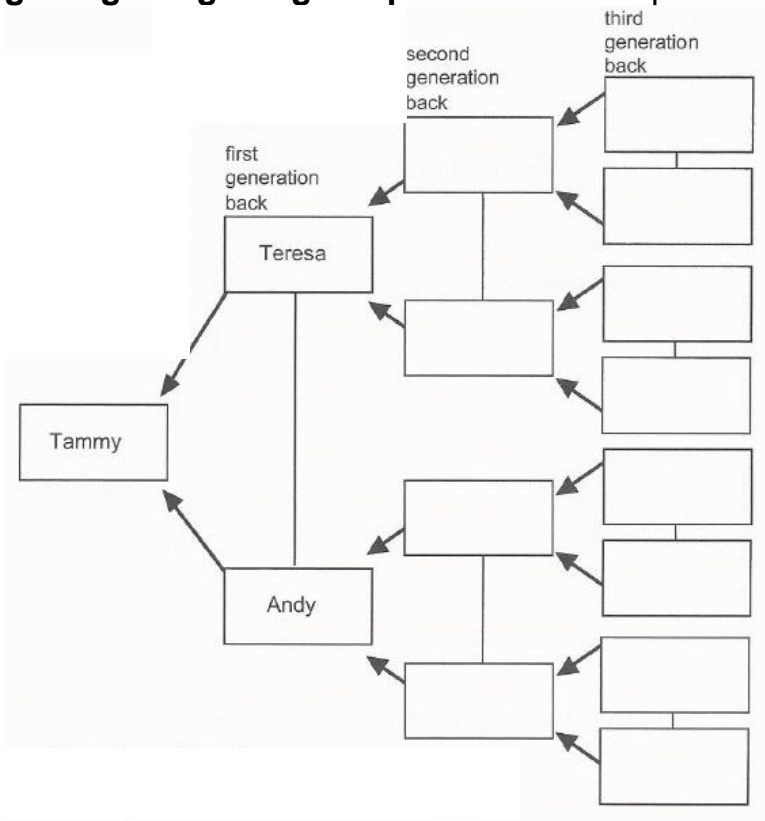 third
generation
back
second
generation
back
first
generation
back
Teresa
Tammy
Andy